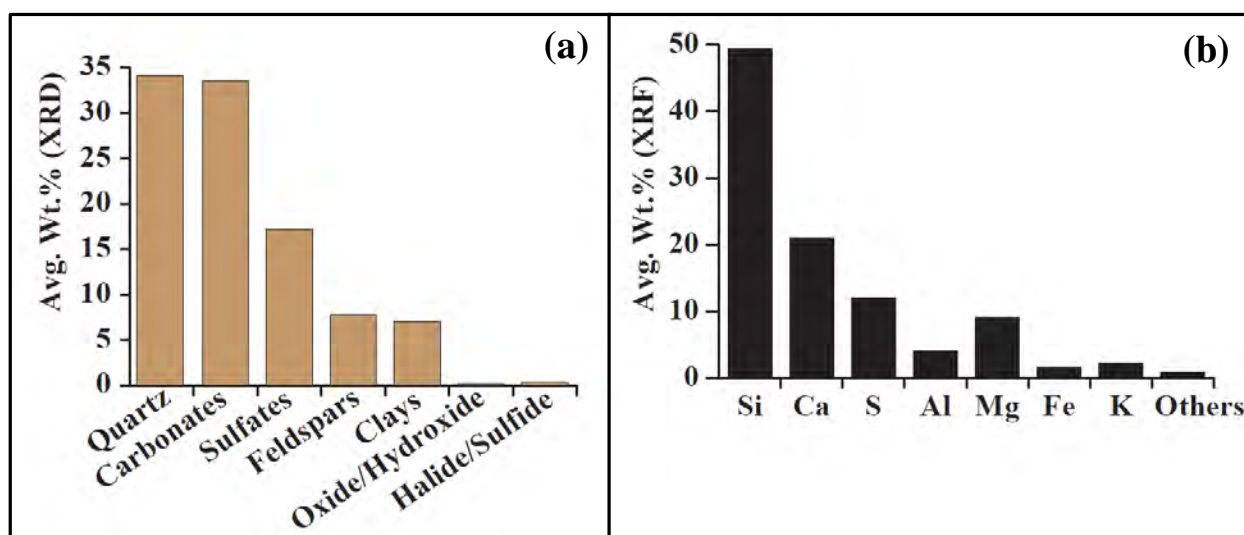 (a)
Avg. Wt.% (XRD)
35
30
25
20
15
10
5
0
Quartz
Carbonates
Sulfates
Feldspars
Clays
Oxide/Hydroxide
Halide/Sulfide
(b)
Avg. Wt.% (XRF)
50
40
30
20
10
0
Si Ca S Al Mg Fe K Others